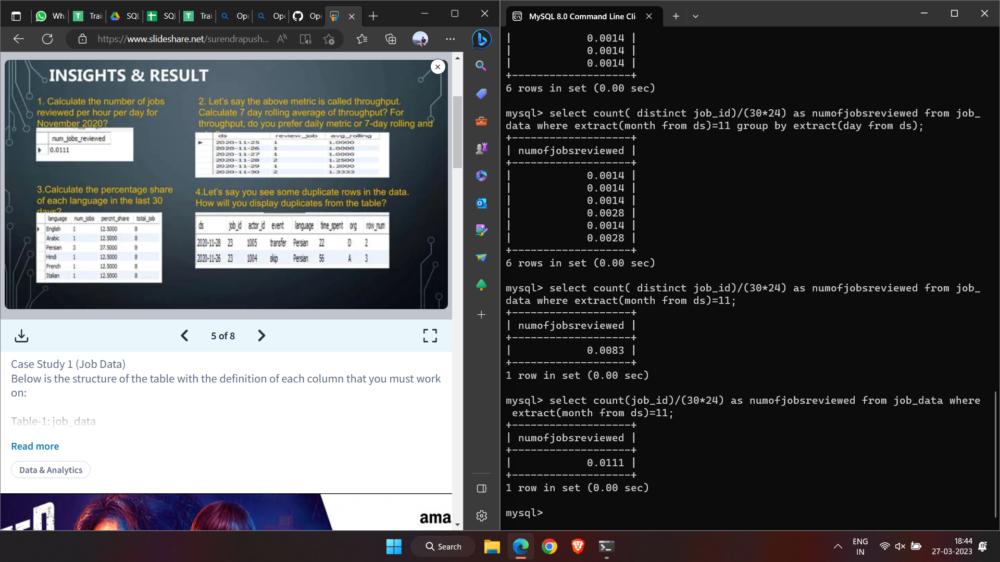 Wh
Trai
SQL
SQL
Trai
Ope
Ope
Ope
https://www.slideshare.net/surendrapush...
INSIGHTS & RESULT
1. Calculate the number of jobs
reviewed per hour per day for
November 2020?
num_jobs_reviewed
0.0111
2. Let's say the above metric is called throughput.
Calculate 7 day rolling average of throughput? For
throughput, do you prefer daily metric or 7-day rolling and
ds review_job avg_rolling
2020-11-25 1 1.0000
2020-11-26 1 1.0000
2020-11-27 1 1.0000
2020-11-28 2 1.2500
2020-11-29 1 1.2000
2020-11-30 2 1.3333
3.Calculate the percentage share
of each language in the last 30
days?
language num_jobs percnt_share total_job
English 1 12.5000 8
Arabic 1 12.5000 8
Persian 3 37.5000 8
Hindi 1 12.5000 8
French 1 12.5000 8
Italian 1 12.5000 8
4.Let's say you see some duplicate rows in the data.
How will you display duplicates from the table?
ds job_id actor_id event language time_spent org row_num
2020-11-28 23 1005 transfer Persian 22 D 2
2020-11-26 23 1004 skip Persian 56 A 3
5 of 8
Case Study 1 (Job Data)
Below is the structure of the table with the definition of each column that you must work
on:
Table-1: job_data
Read more
Data & Analytics
ama
MySQL 8.0 Command Line Cli
| 0.0014 |
| 0.0014 |
| 0.0014 |
+------------------+
6 rows in set (0.00 sec)
mysql> select count( distinct job_id)/(30*24) as numofjobsreviewed from job_
data where extract(month from ds)=11 group by extract(day from ds);
+-------------------+
| numofjobsreviewed |
+-------------------+
| 0.0014 |
| 0.0014 |
| 0.0014 |
| 0.0028 |
| 0.0014 |
| 0.0028 |
+-------------------+
6 rows in set (0.00 sec)
mysql> select count( distinct job_id)/(30*24) as numofjobsreviewed from job_
data where extract(month from ds)=11;
+-------------------+
| numofjobsreviewed |
+-------------------+
| 0.0083 |
+-------------------+
1 row in set (0.00 sec)
mysql> select count(job_id)/(30*24) as numofjobsreviewed from job_data where
extract(month from ds)=11;
+-------------------+
| numofjobsreviewed |
+-------------------+
| 0.0111 |
+-------------------+
1 row in set (0.00 sec)
mysql>
Search
ENG
IN
18:44
27-03-2023